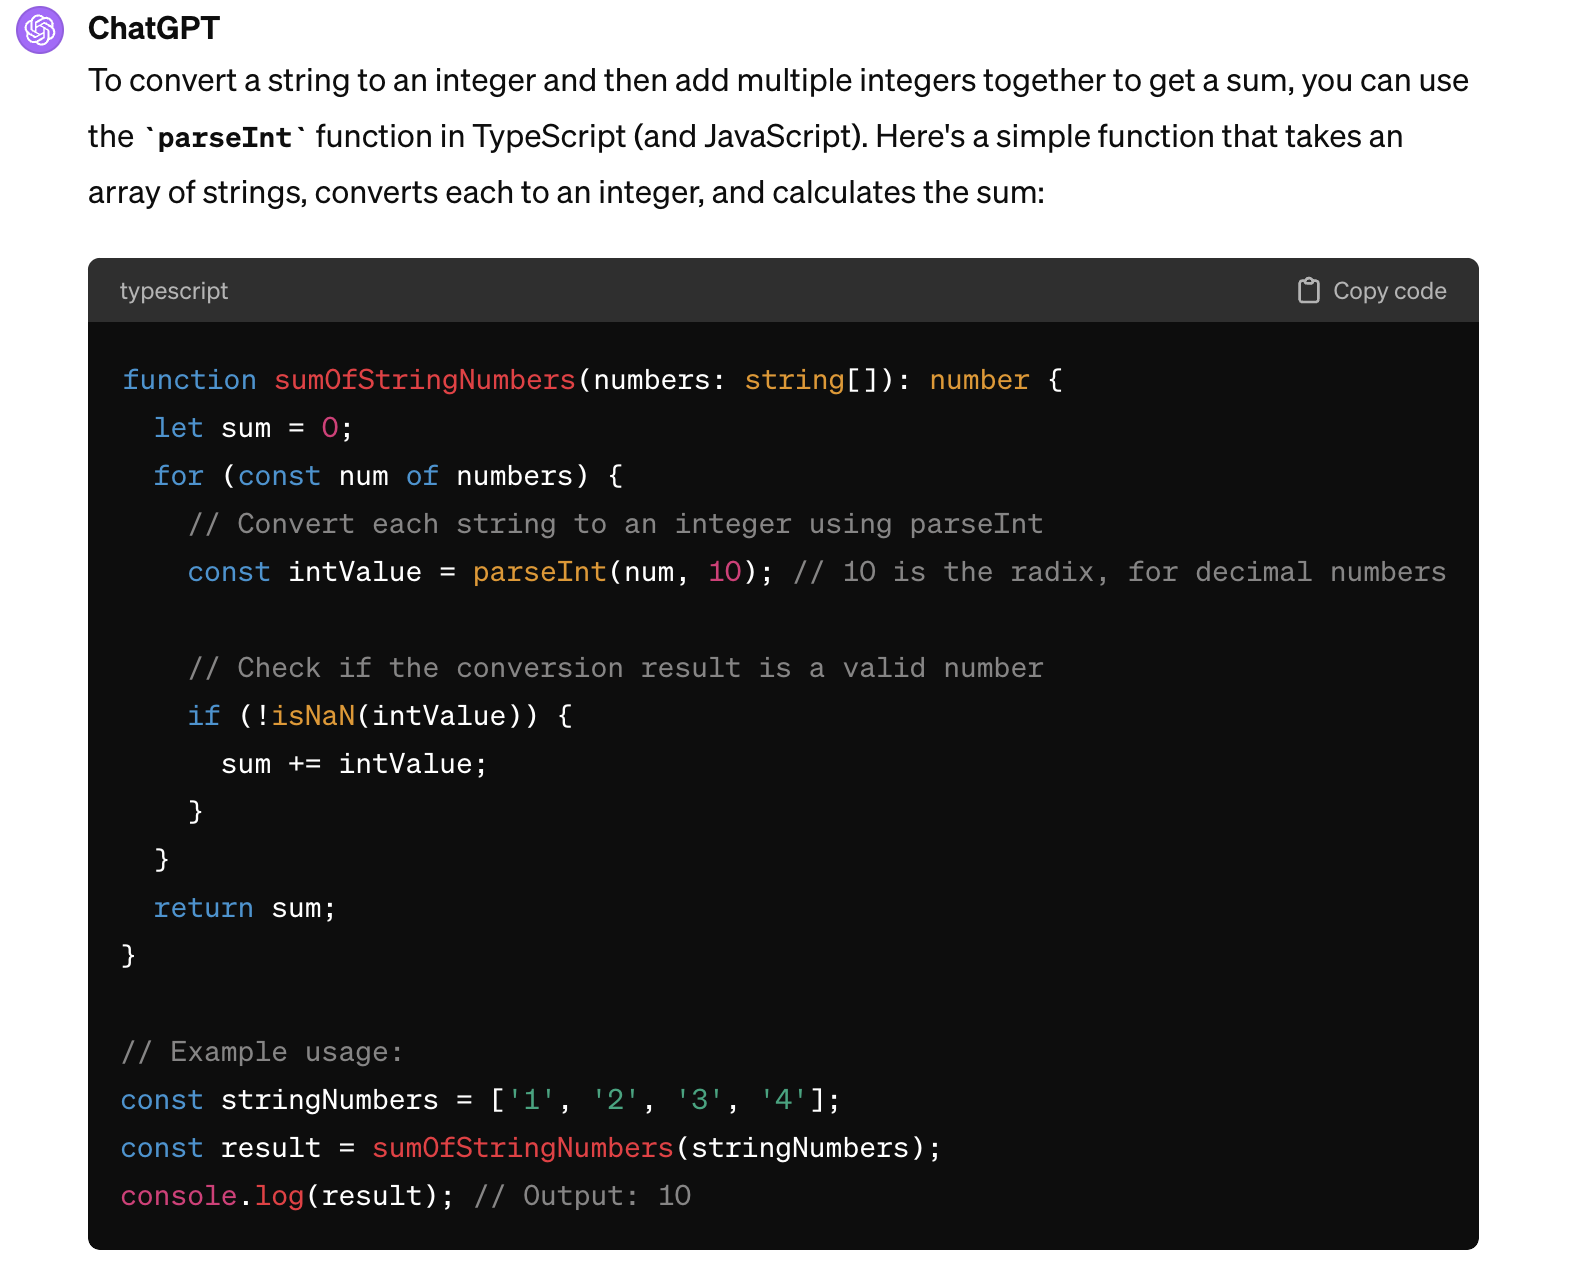 ChatGPT
To convert a string to an integer and then add multiple integers together to get a sum, you can use
the `parseInt` function in TypeScript (and JavaScript). Here's a simple function that takes an
array of strings, converts each to an integer, and calculates the sum:
typescript
Copy code
function sumOfStringNumbers(numbers: string[]): number {
  let sum = 0;
  for (const num of numbers) {
    // Convert each string to an integer using parseInt
    const intValue = parseInt(num, 10); // 10 is the radix, for decimal numbers

    // Check if the conversion result is a valid number
    if (!isNaN(intValue)) {
      sum += intValue;
    }
  }
  return sum;
}

// Example usage:
const stringNumbers = ['1', '2', '3', '4'];
const result = sumOfStringNumbers(stringNumbers);
console.log(result); // Output: 10